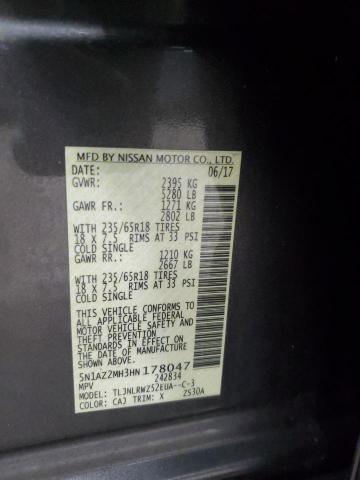 MFD BY NISSAN MOTOR CO., LTD.
DATE: 06/17
GVWR: 2395 KG
5280 LB
GAWR FR.: 1271 KG
2802 LB
WITH 235/65R18 TIRES
18 X 7.5 RIMS AT 33 PSI
COLD SINGLE
GAWR RR.: 1210 KG
2667 LB
WITH 235/65R18 TIRES
18 X 7.5 RIMS AT 33 PSI
COLD SINGLE
THIS VEHICLE CONFORMS TO
ALL APPLICABLE FEDERAL
MOTOR VEHICLE SAFETY AND
THEFT PREVENTION
STANDARDS IN EFFECT ON
THE DATE OF MANUFACTURE
SHOWN ABOVE.
5N1AZ2MH3HN178047
MPV 242834
MODEL: TLJNLRWZ52EUA--C-3
COLOR: CAJ TRIM: X Z530A